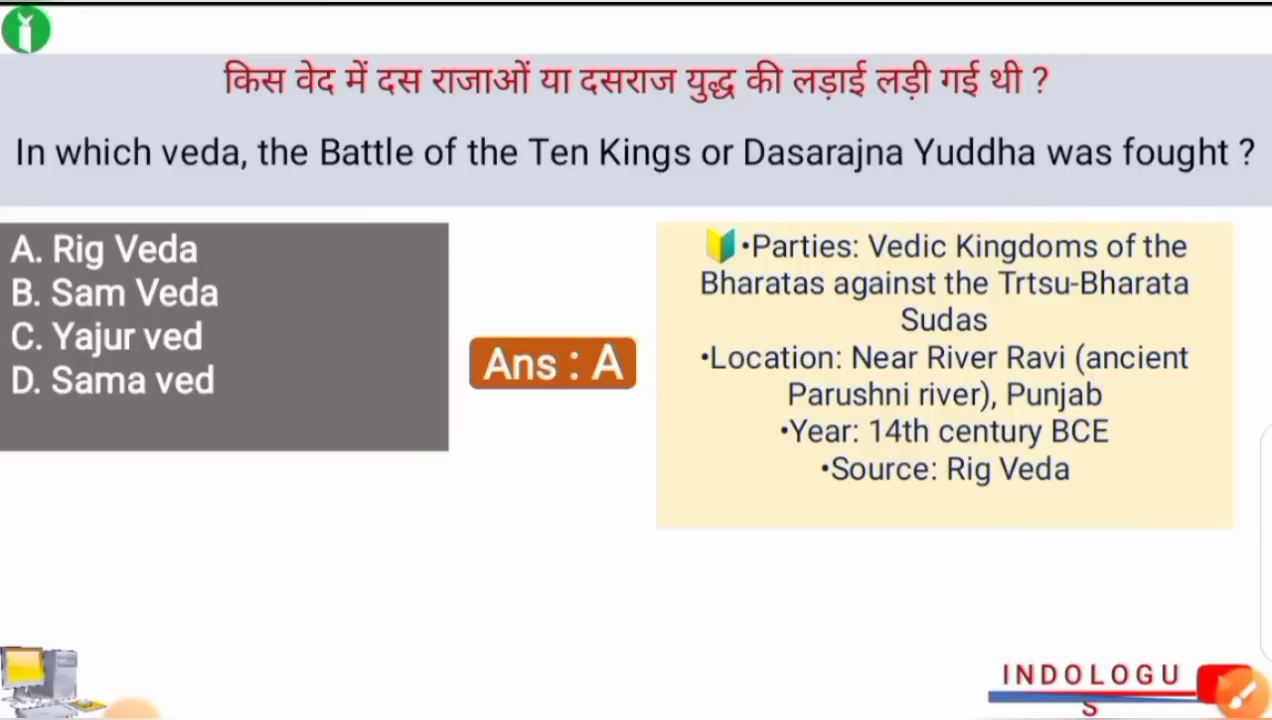 किस वेद में दस राजाओं या दसराज युद्ध की लड़ाई लड़ी गई थी ?
In which veda, the Battle of the Ten Kings or Dasarajna Yuddha was fought ?
A. Rig Veda
B. Sam Veda
C. Yajur ved
D. Sama ved
Ans : A
•Parties: Vedic Kingdoms of the
Bharatas against the Trtsu-Bharata
Sudas
•Location: Near River Ravi (ancient
Parushni river), Punjab
•Year: 14th century BCE
•Source: Rig Veda
INDOLOGU
S